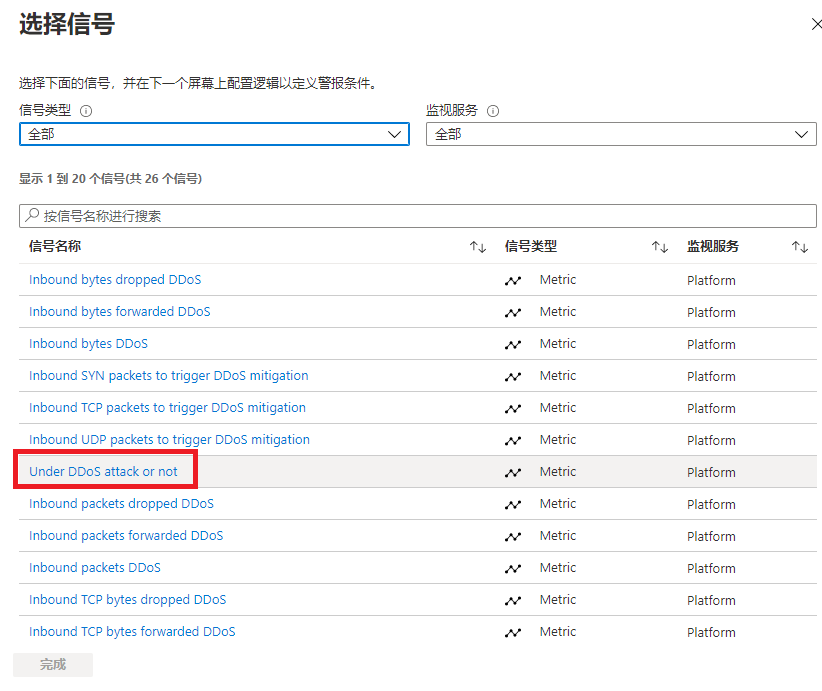 选择信号
选择下面的信号，并在下一个屏幕上配置逻辑以定义警报条件。
信号类型 监视服务
全部 全部
显示 1 到 20 个信号(共 26 个信号)
按信号名称进行搜索
信号名称 信号类型 监视服务
Inbound bytes dropped DDoS Metric Platform
Inbound bytes forwarded DDoS Metric Platform
Inbound bytes DDoS Metric Platform
Inbound SYN packets to trigger DDoS mitigation Metric Platform
Inbound TCP packets to trigger DDoS mitigation Metric Platform
Inbound UDP packets to trigger DDoS mitigation Metric Platform
Under DDoS attack or not Metric Platform
Inbound packets dropped DDoS Metric Platform
Inbound packets forwarded DDoS Metric Platform
Inbound packets DDoS Metric Platform
Inbound TCP bytes dropped DDoS Metric Platform
Inbound TCP bytes forwarded DDoS Metric Platform
完成